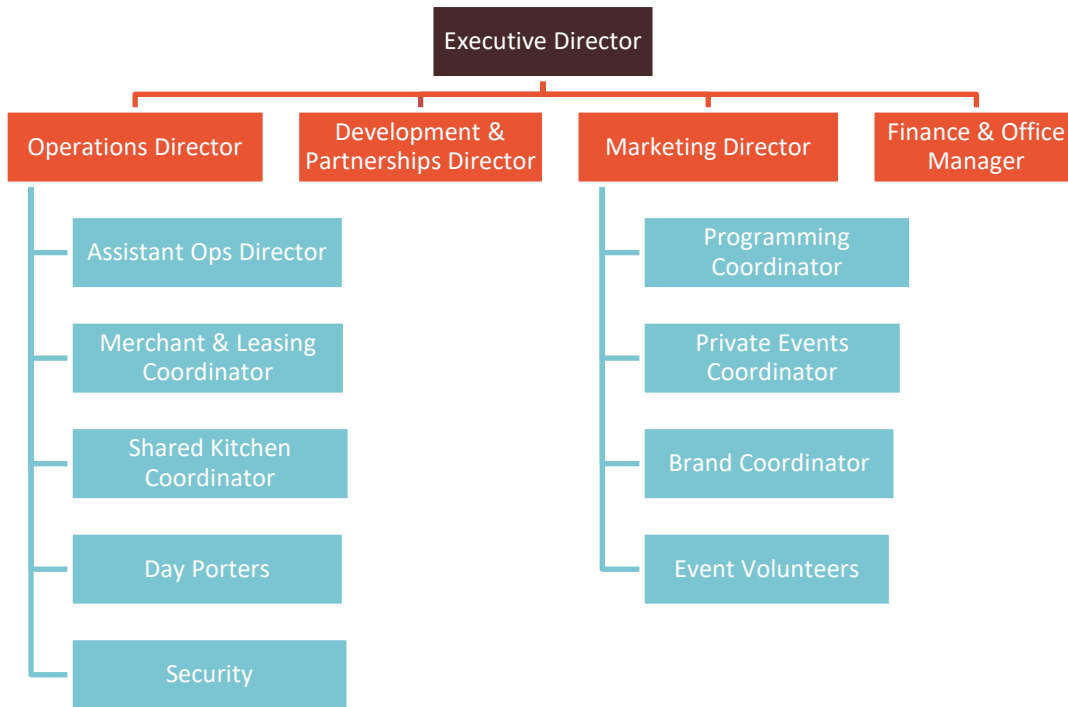 Executive Director
Operations Director
Development &
Partnerships Director
Marketing Director
Finance & Office
Manager
Assistant Ops Director
Merchant & Leasing
Coordinator
Shared Kitchen
Coordinator
Day Porters
Security
Programming
Coordinator
Private Events
Coordinator
Brand Coordinator
Event Volunteers